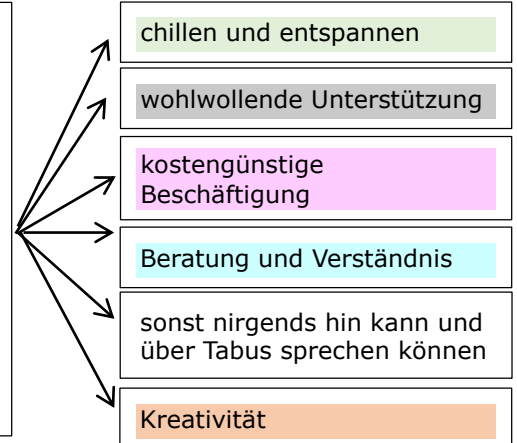 chillen und entspannen
wohlwollende Unterstützung
kostengünstige
Beschäftigung
Beratung und Verständnis
sonst nirgends hin kann und
über Tabus sprechen können
Kreativität